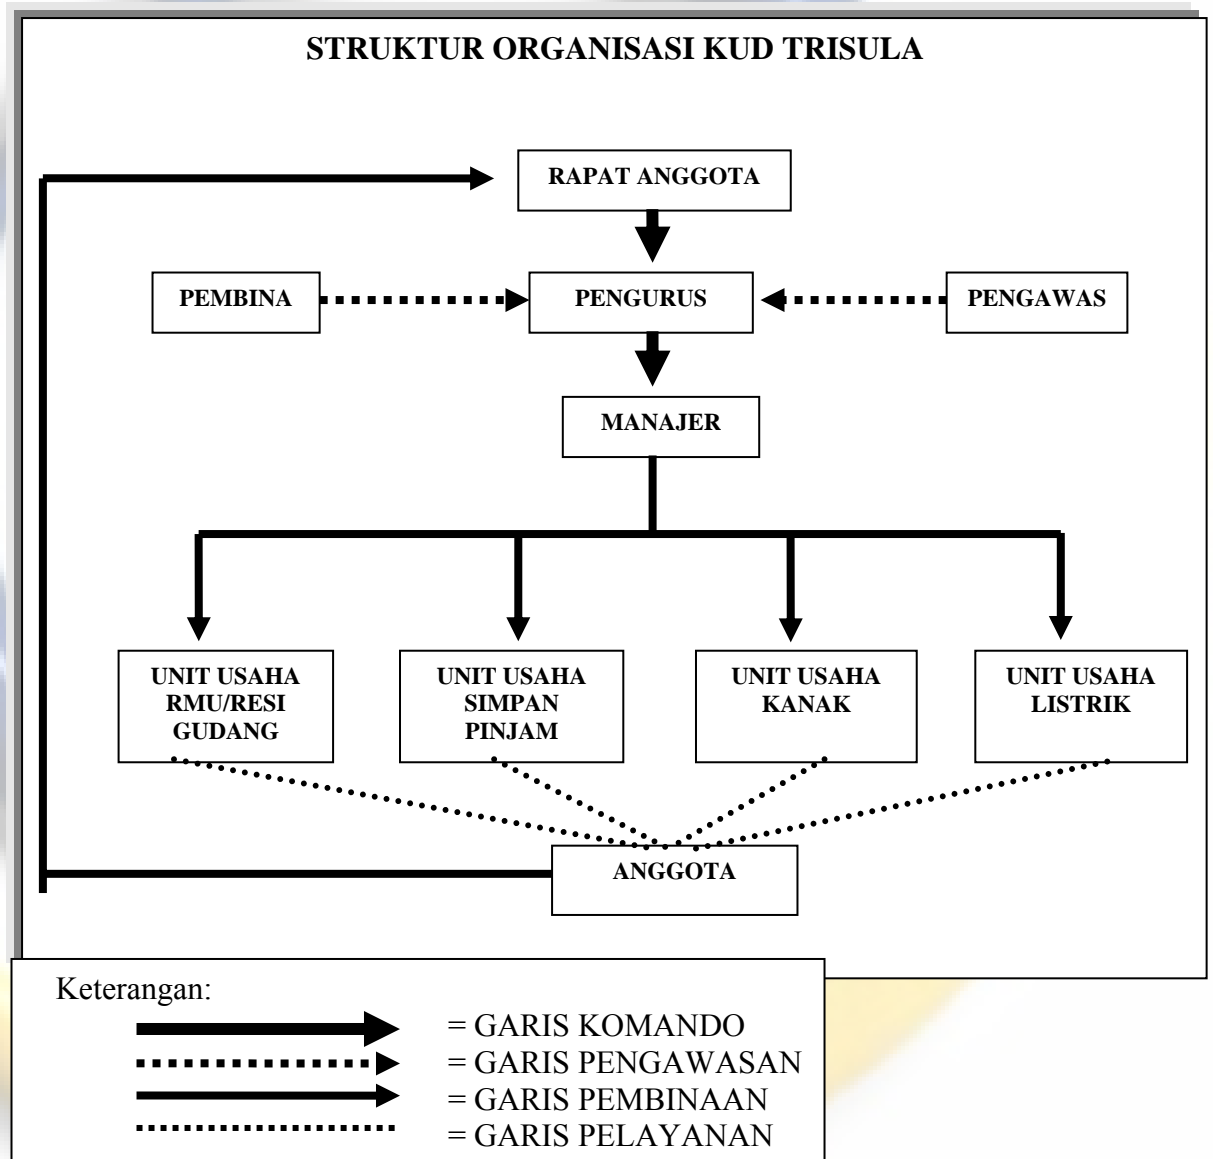 STRUKTUR ORGANISASI KUD TRISULA
RAPAT ANGGOTA
PEMBINA
PENGURUS
PENGAWAS
MANAJER
UNIT USAHA
RMU/RESI
GUDANG
UNIT USAHA
SIMPAN
PINJAM
UNIT USAHA
KANAK
UNIT USAHA
LISTRIK
ANGGOTA
Keterangan:
= GARIS KOMANDO
= GARIS PENGAWASAN
= GARIS PEMBINAAN
= GARIS PELAYANAN